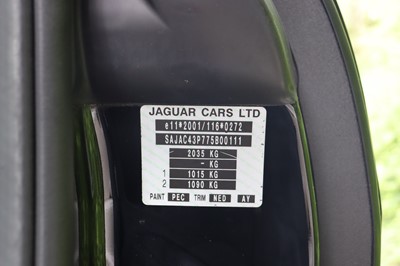 JAGUAR CARS LTD
e11*2001/116*0272
SAJAC43P775B00111
2035 KG
- KG
1 1015 KG
2 1090 KG
PAINT PEC TRIM NED AY